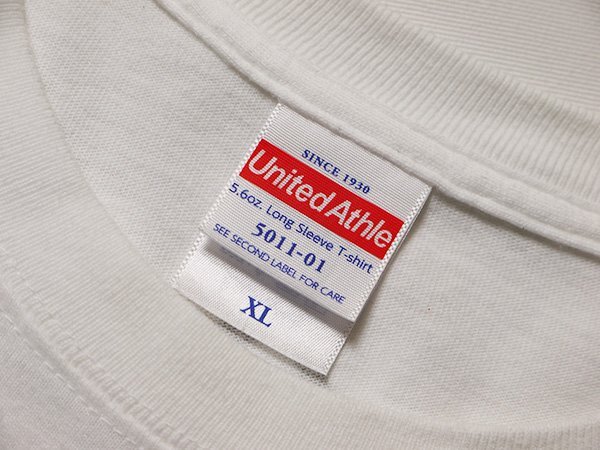 SINCE 1930
UnitedAthle
5.6oz. Long Sleeve T-shirt
5011-01
SEE SECOND LABEL FOR CARE
XL